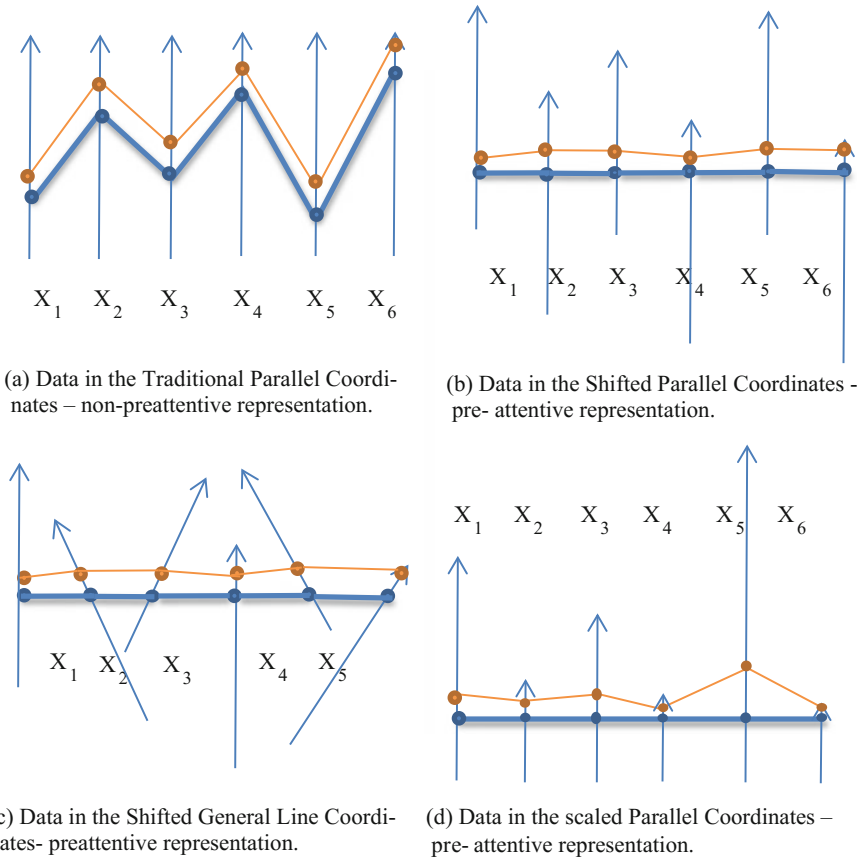 X1 X2 X3 X4 X5 X6
X1 X2 X3 X4 X5 X6
(a) Data in the Traditional Parallel Coordi-
nates – non-preattentive representation.
(b) Data in the Shifted Parallel Coordinates -
pre- attentive representation.
X1 X2 X3 X4 X5
X1 X2 X3 X4 X5 X6
c) Data in the Shifted General Line Coordi-
ates- preattentive representation.
(d) Data in the scaled Parallel Coordinates –
pre- attentive representation.